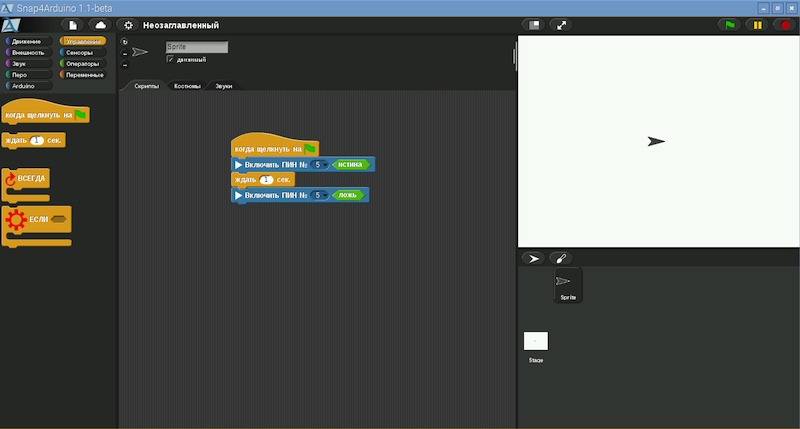 Snap4Arduino 1.1-beta
Неозаглавленный
Движение
Управление
Внешность
Сенсоры
Звук
Операторы
Перо
Переменные
Arduino
Sprite
движимый
Скрипты
Костюмы
Звуки
когда щелкнуть на
ждать 1 сек.
ВСЕГДА
ЕСЛИ
когда щелкнуть на
Включить ПИН № 5 истина
ждать 1 сек.
Включить ПИН № 5 ложь
Sprite
Stage